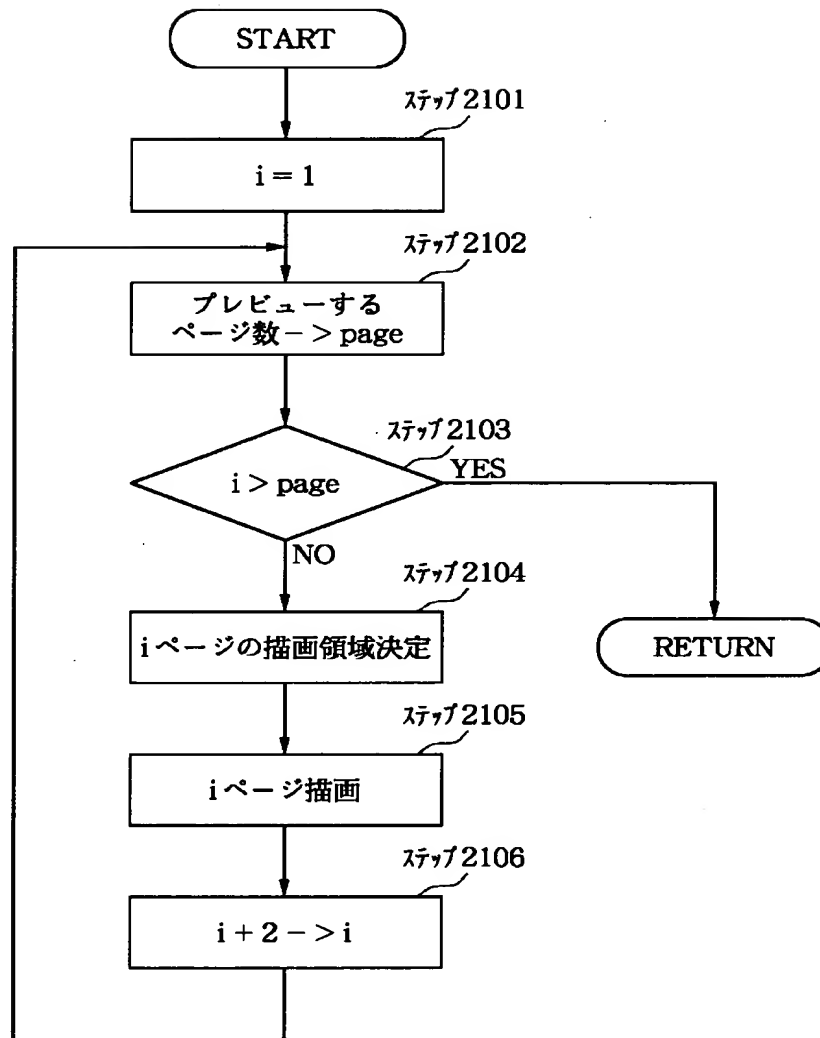 START
ステップ2101
i = 1
ステップ2102
プレビューする
ページ数－> page
ステップ2103
i > page
YES
NO
ステップ2104
iページの描画領域決定
RETURN
ステップ2105
iページ描画
ステップ2106
i + 2 －> i